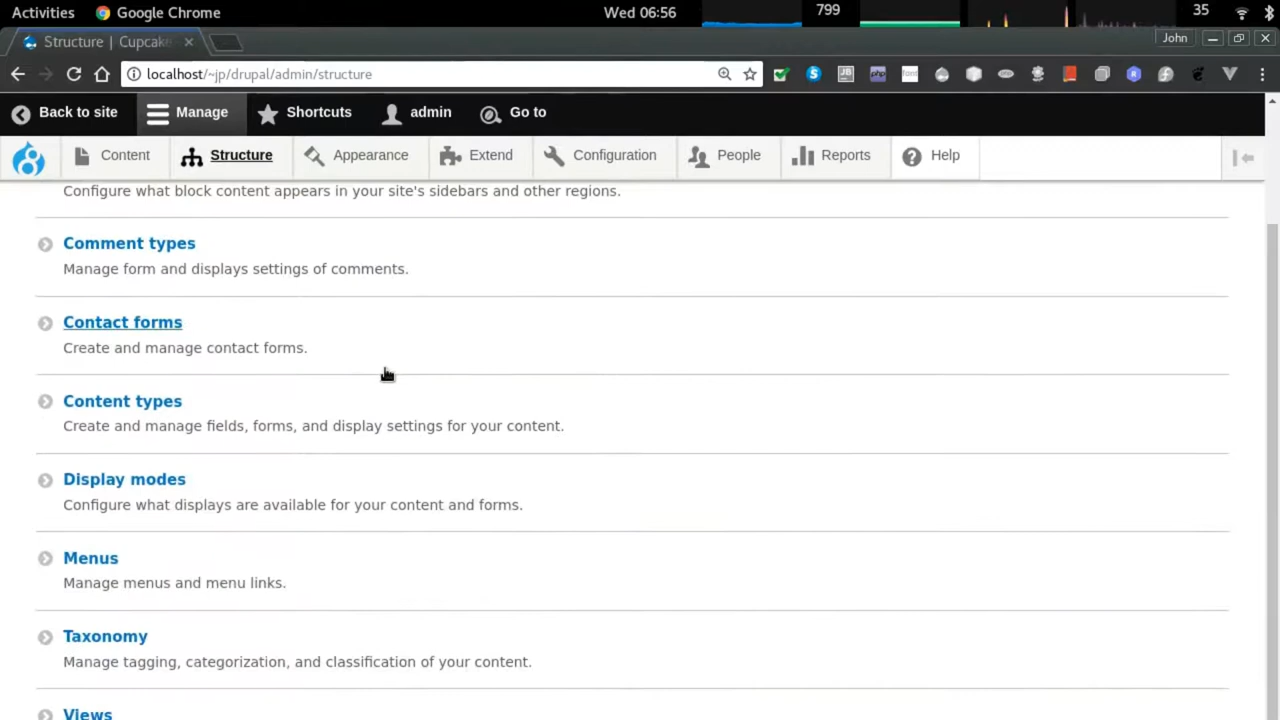 Activities Google Chrome Wed 06:56 799 35
Structure | Cupcake John
localhost/~jp/drupal/admin/structure
Back to site Manage Shortcuts admin Go to
Content Structure Appearance Extend Configuration People Reports Help
Configure what block content appears in your site's sidebars and other regions.
Comment types
Manage form and displays settings of comments.
Contact forms
Create and manage contact forms.
Content types
Create and manage fields, forms, and display settings for your content.
Display modes
Configure what displays are available for your content and forms.
Menus
Manage menus and menu links.
Taxonomy
Manage tagging, categorization, and classification of your content.
Views